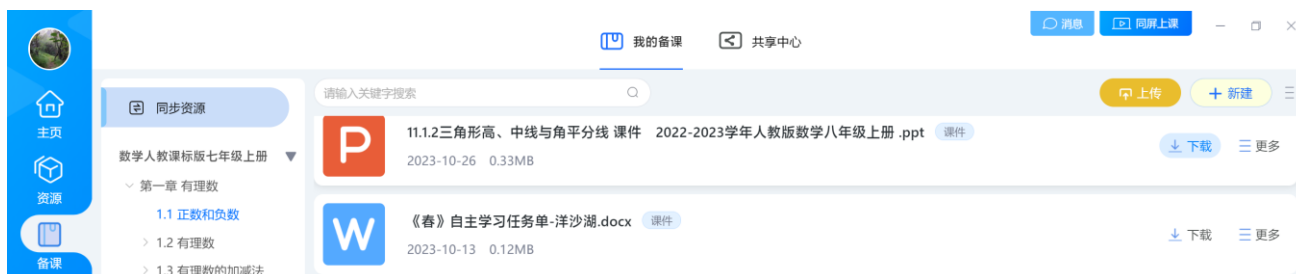 消息
同屏上课
我的备课
共享中心
主页
资源
备课
同步资源
数学人教课标版七年级上册
第一章 有理数
1.1 正数和负数
1.2 有理数
1.3 有理数的加减法
请输入关键字搜索
上传
新建
P
11.1.2三角形高、中线与角平分线 课件 2022-2023学年人教版数学八年级上册 .ppt 课件
2023-10-26 0.33MB
下载
更多
W
《春》自主学习任务单-洋沙湖.docx 课件
2023-10-13 0.12MB
下载
更多